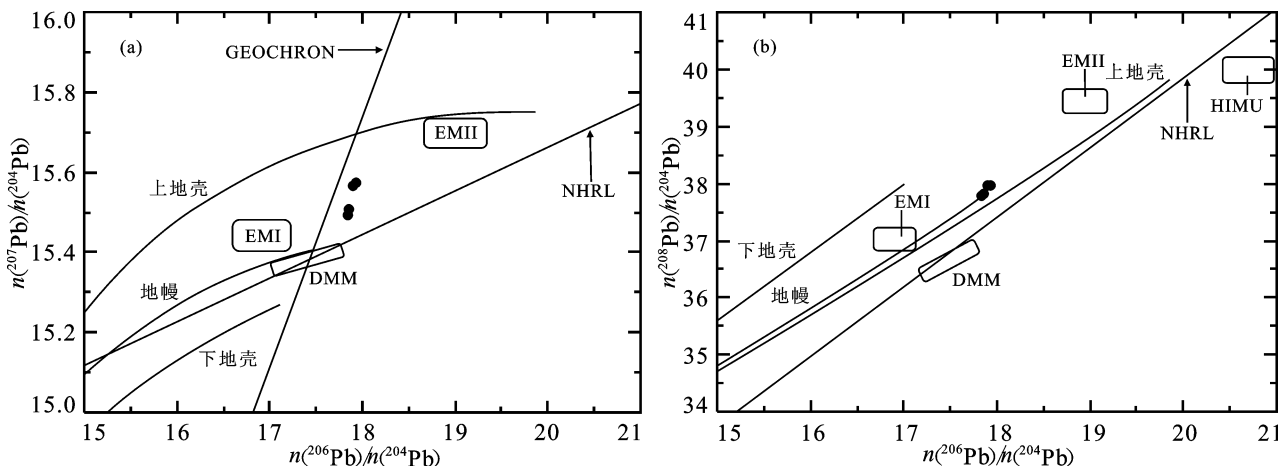 (a)
GEOCHRON
EMII
上地壳
NHRL
EMI
DMM
地幔
下地壳
16.0
15.8
15.6
15.4
15.2
15.0
n(²⁰⁷Pb)/n(²⁰⁴Pb)
15 16 17 18 19 20 21
n(²⁰⁶Pb)/n(²⁰⁴Pb)
(b)
EMII
上地壳
HIMU
NHRL
EMI
下地壳
地幔
DMM
41
40
39
38
37
36
35
34
n(²⁰⁸Pb)/n(²⁰⁴Pb)
15 16 17 18 19 20 21
n(²⁰⁶Pb)/n(²⁰⁴Pb)